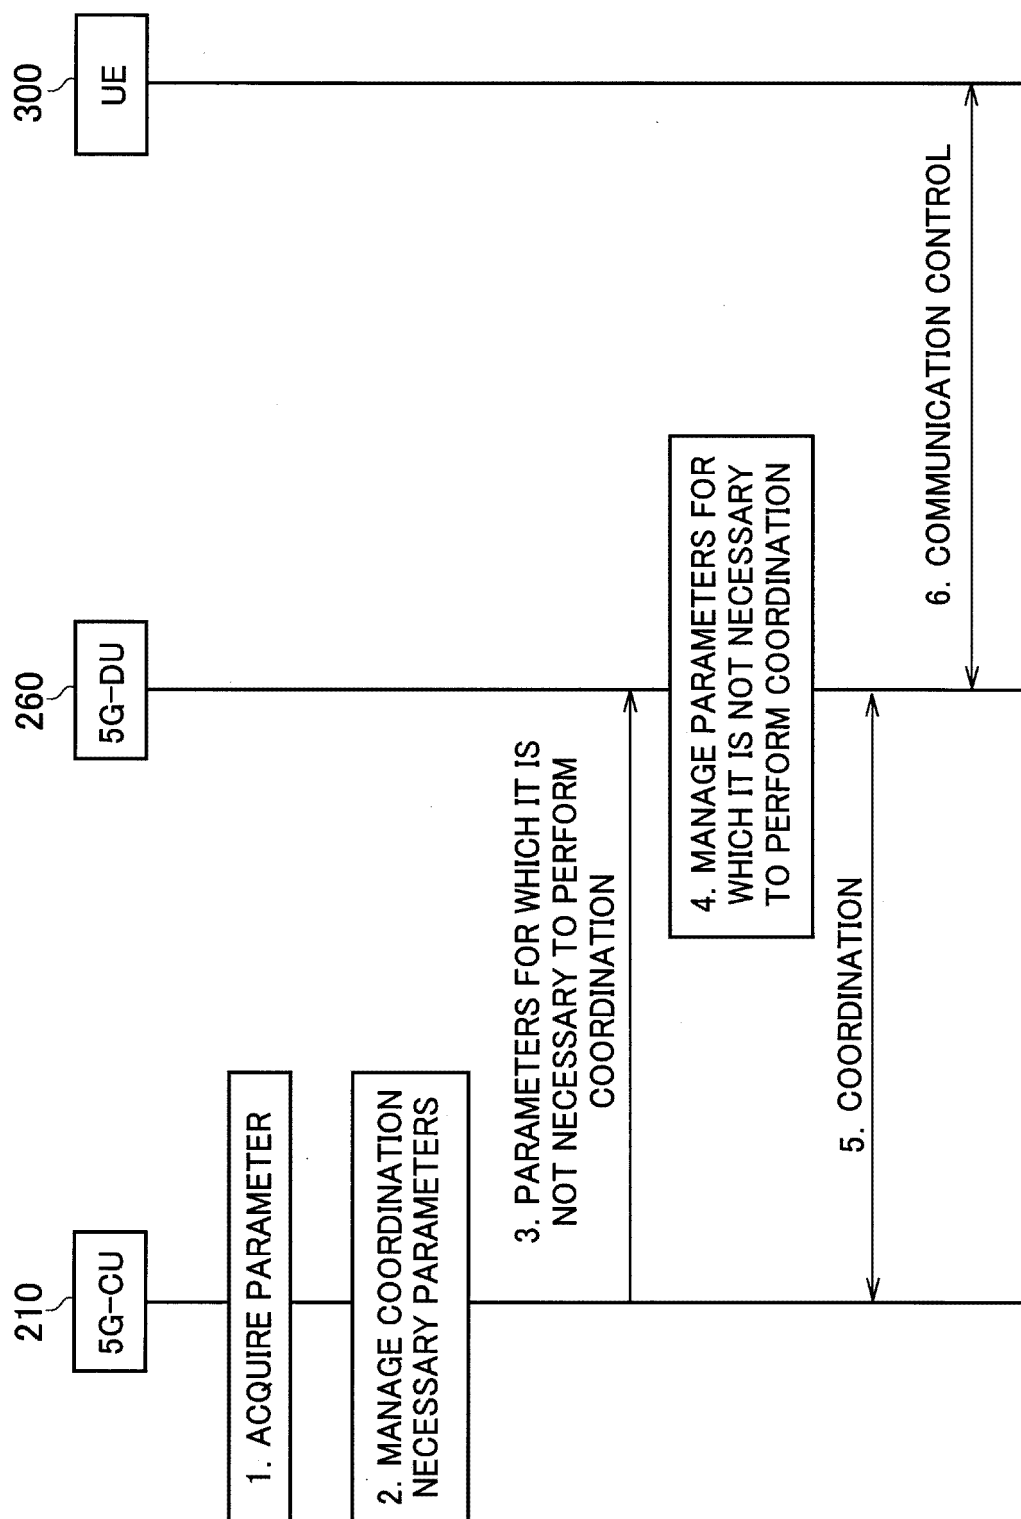 210
5G-CU
260
5G-DU
300
UE
1. ACQUIRE PARAMETER
2. MANAGE COORDINATION
NECESSARY PARAMETERS
3. PARAMETERS FOR WHICH IT IS
NOT NECESSARY TO PERFORM
COORDINATION
4. MANAGE PARAMETERS FOR
WHICH IT IS NOT NECESSARY
TO PERFORM COORDINATION
5. COORDINATION
6. COMMUNICATION CONTROL